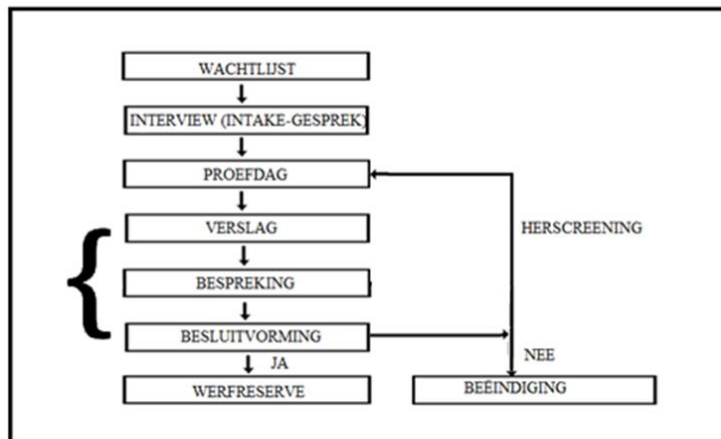 WACHTLIJST
INTERVIEW (INTAKE-GESPREK)
PROEFDAG
VERSLAG
HERSCREENING
BESPREKING
BESLUITVORMING
JA
NEE
WERFRESERVE
BEËINDIGING